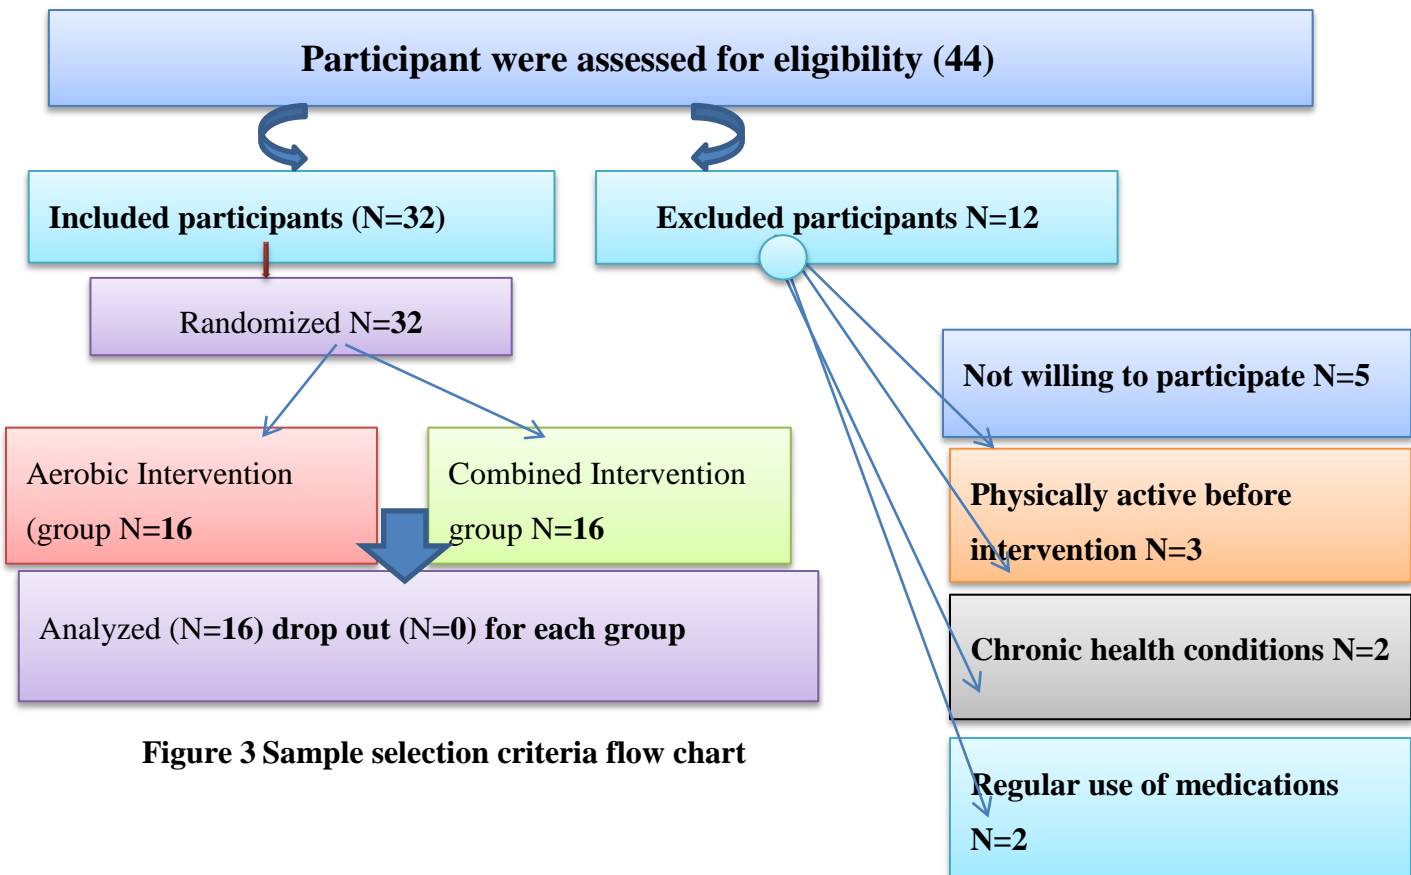 Participant were assessed for eligibility (44)
Included participants (N=32)
Excluded participants N=12
Randomized N=32
Not willing to participate N=5
Aerobic Intervention
(group N=16
Combined Intervention
group N=16
Physically active before
intervention N=3
Analyzed (N=16) drop out (N=0) for each group
Chronic health conditions N=2
Figure 3 Sample selection criteria flow chart
Regular use of medications
N=2